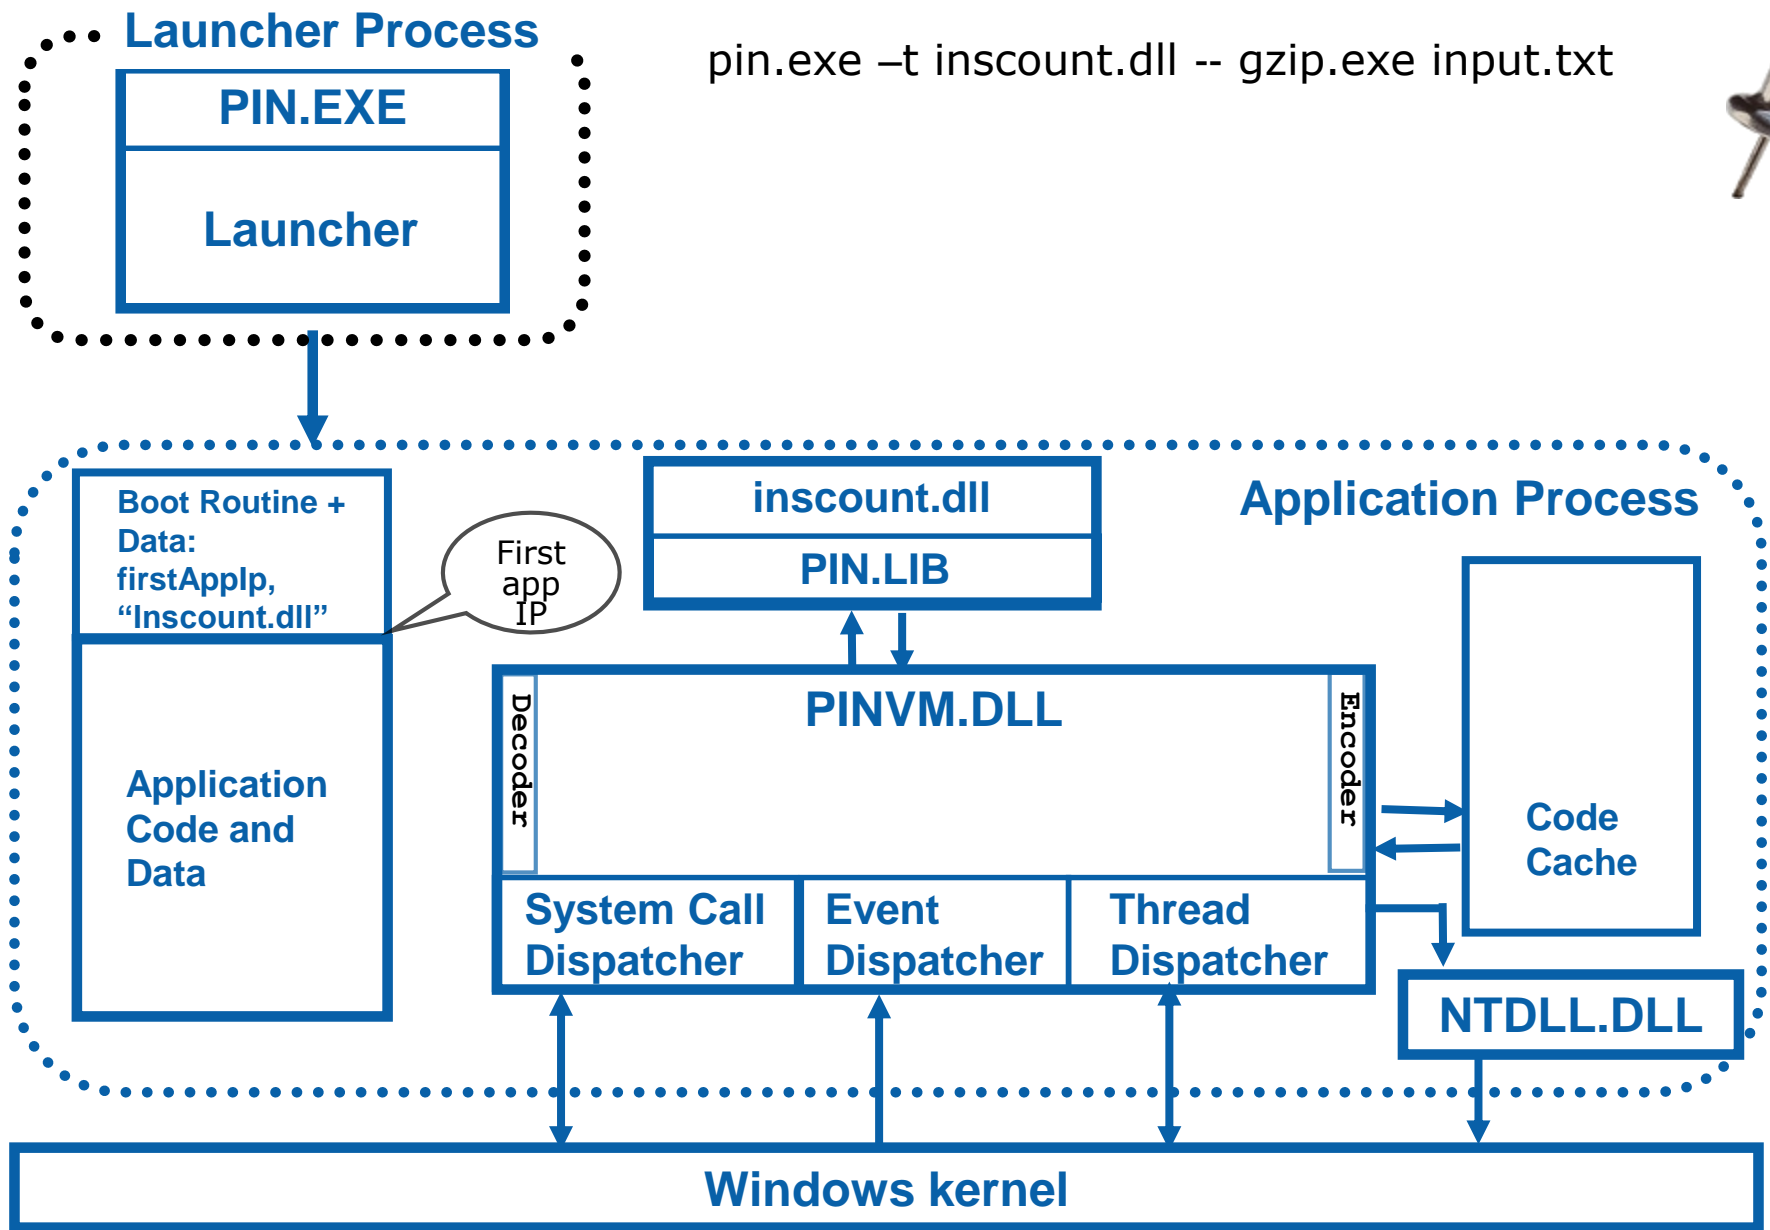 Launcher Process
pin.exe –t inscount.dll -- gzip.exe input.txt
PIN.EXE
Launcher
Boot Routine +
Data:
firstAppIp,
“Inscount.dll”
First
app
IP
inscount.dll
PIN.LIB
Application Process
Application
Code and
Data
Decoder
PINVM.DLL
Encoder
Code
Cache
System Call
Dispatcher
Event
Dispatcher
Thread
Dispatcher
NTDLL.DLL
Windows kernel